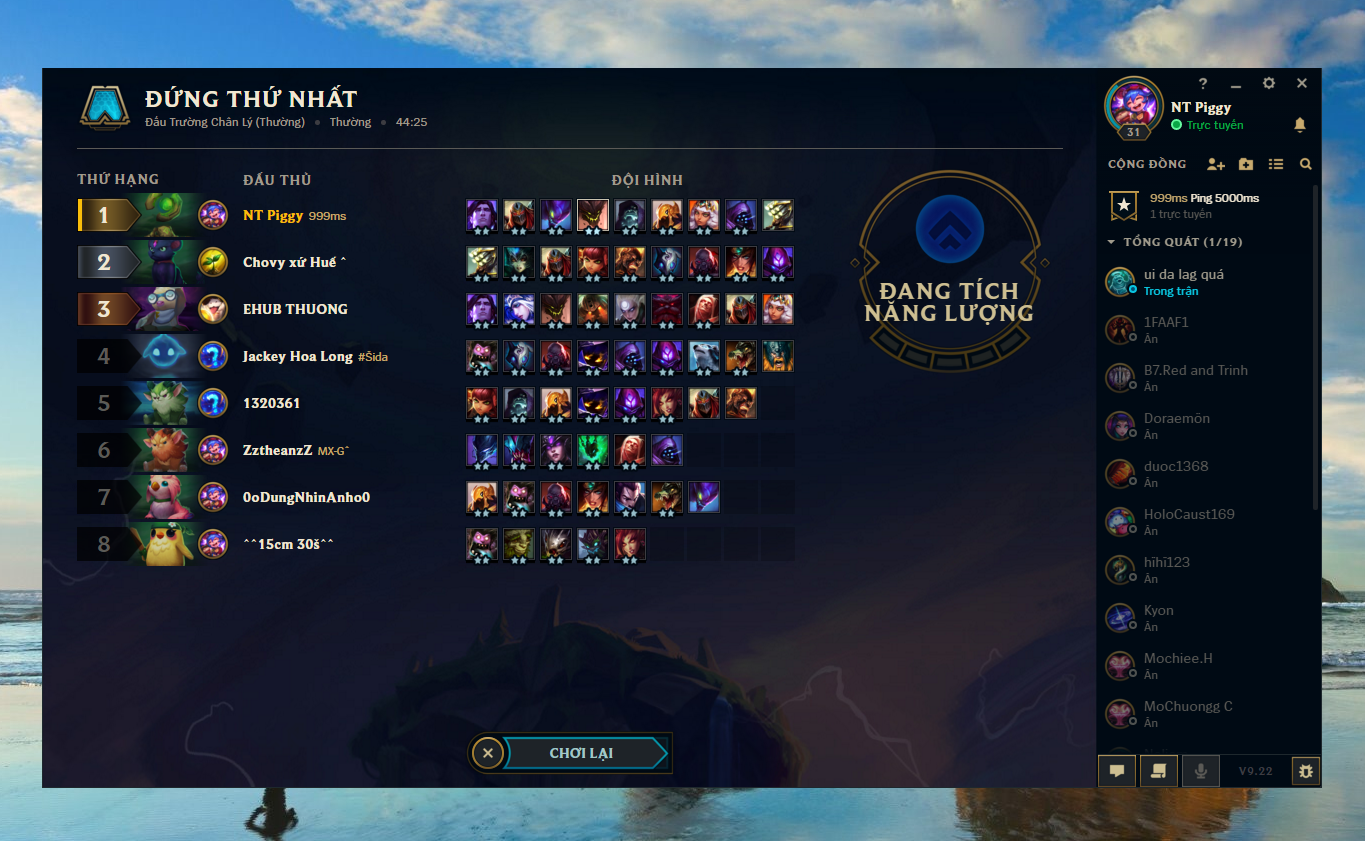 ĐỨNG THỨ NHẤT
Đấu Trường Chân Lý (Thường) • Thường • 44:25
THỨ HẠNG ĐẤU THỦ ĐỘI HÌNH
1 NT Piggy 999ms
2 Chovy xứ Huế ^
3 EHUB THUONG
4 Jackey Hoa Long #Šida
5 1320361
6 ZztheanzZ MX-G^
7 0oDungNhinAnho0
8 ^^15cm 30š^^
ĐANG TÍCH
NĂNG LƯỢNG
CHƠI LẠI
?
NT Piggy
Trực tuyến
31
CỘNG ĐỒNG
999ms Ping 5000ms
1 trực tuyến
TỔNG QUÁT (1/19)
ui da lag quá
Trong trận
1FAAF1
Ẩn
B7.Red and Trinh
Ẩn
Doraemōn
Ẩn
duoc1368
Ẩn
HoloCaust169
Ẩn
hihi123
Ẩn
Kyon
Ẩn
Mochiee.H
Ẩn
MoChuongg C
Ẩn
V9.22